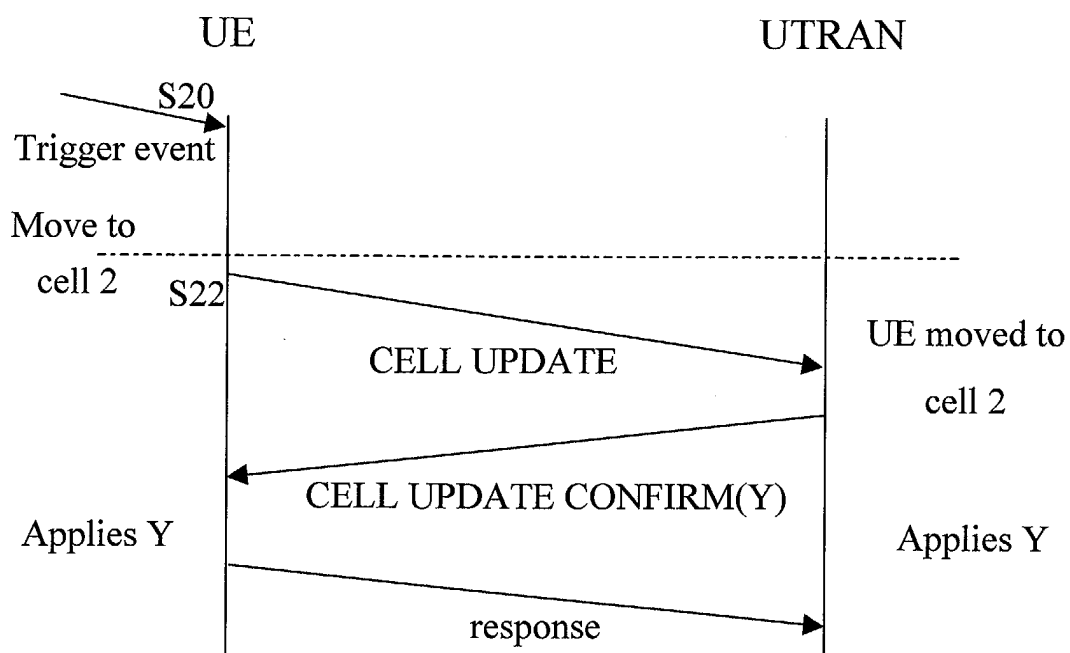 UE
UTRAN
S20
Trigger event
Move to
cell 2
S22
CELL UPDATE
UE moved to
cell 2
CELL UPDATE CONFIRM(Y)
Applies Y
Applies Y
response